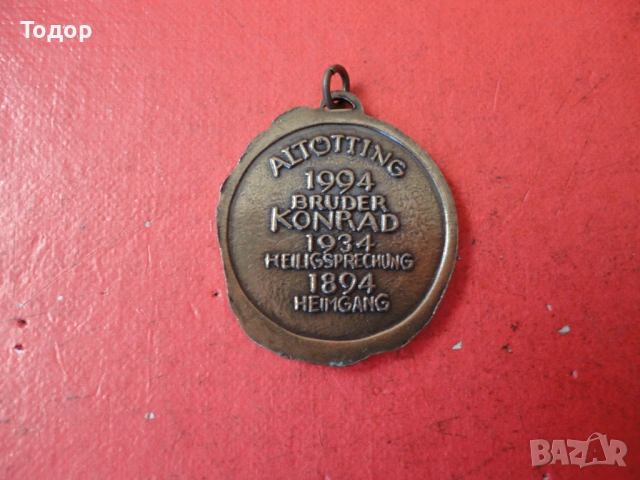 Тодор
ALTÖTTING
1994
BRUDER
KONRAD
1934
HEILIGSPRECHUNG
1894
HEIMGANG
BAZAR